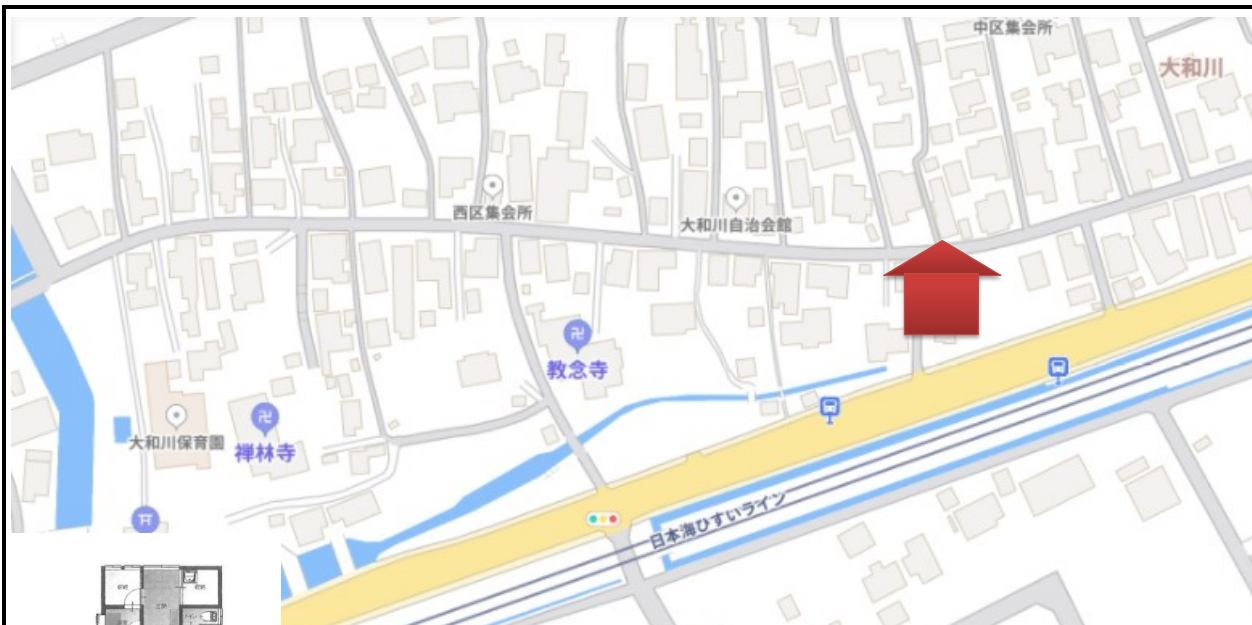 中区集会所
大和川
西区集会所
大和川自治会館
教念寺
大和川保育園
禅林寺
日本海ひすいライン